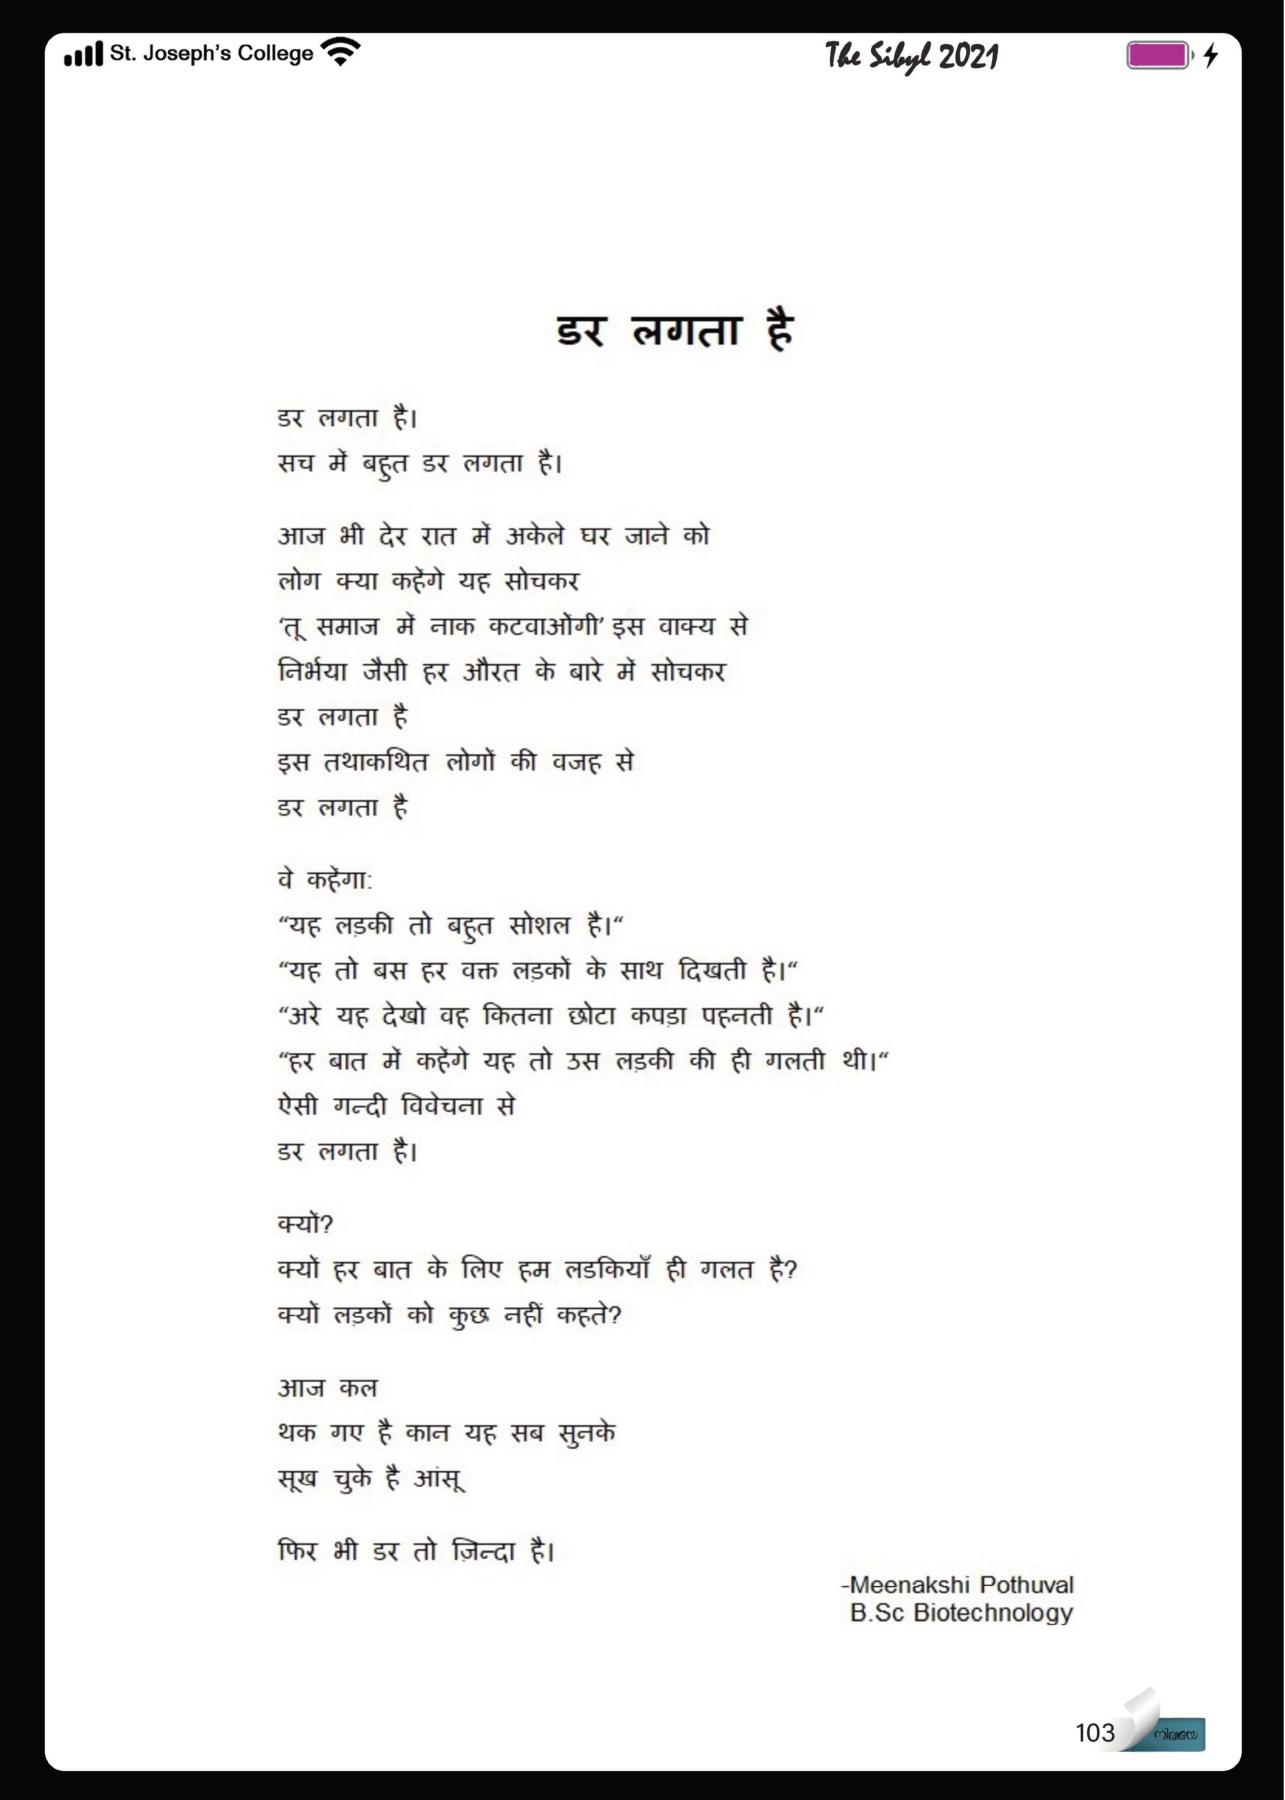 St. Joseph's College
The Sibyl 2021
डर लगता है
डर लगता है।
सच में बहुत डर लगता है।
आज भी देर रात में अकेले घर जाने को
लोग क्या कहेंगे यह सोचकर
‘तू समाज में नाक कटवाओंगी’ इस वाक्य से
निर्भया जैसी हर औरत के बारे में सोचकर
डर लगता है
इस तथाकथित लोगों की वजह से
डर लगता है
वे कहेंगा:
“यह लड़की तो बहुत सोशल है।“
“यह तो बस हर वक्त लड़कों के साथ दिखती है।“
“अरे यह देखो वह कितना छोटा कपड़ा पहनती है।“
“हर बात में कहेंगे यह तो उस लड़की की ही गलती थी।“
ऐसी गन्दी विवेचना से
डर लगता है।
क्यों?
क्यों हर बात के लिए हम लडकियाँ ही गलत है?
क्यों लड़कों को कुछ नहीं कहते?
आज कल
थक गए है कान यह सब सुनके
सूख चुके है आंसू
फिर भी डर तो ज़िन्दा है।
-Meenakshi Pothuval
B.Sc Biotechnology
103